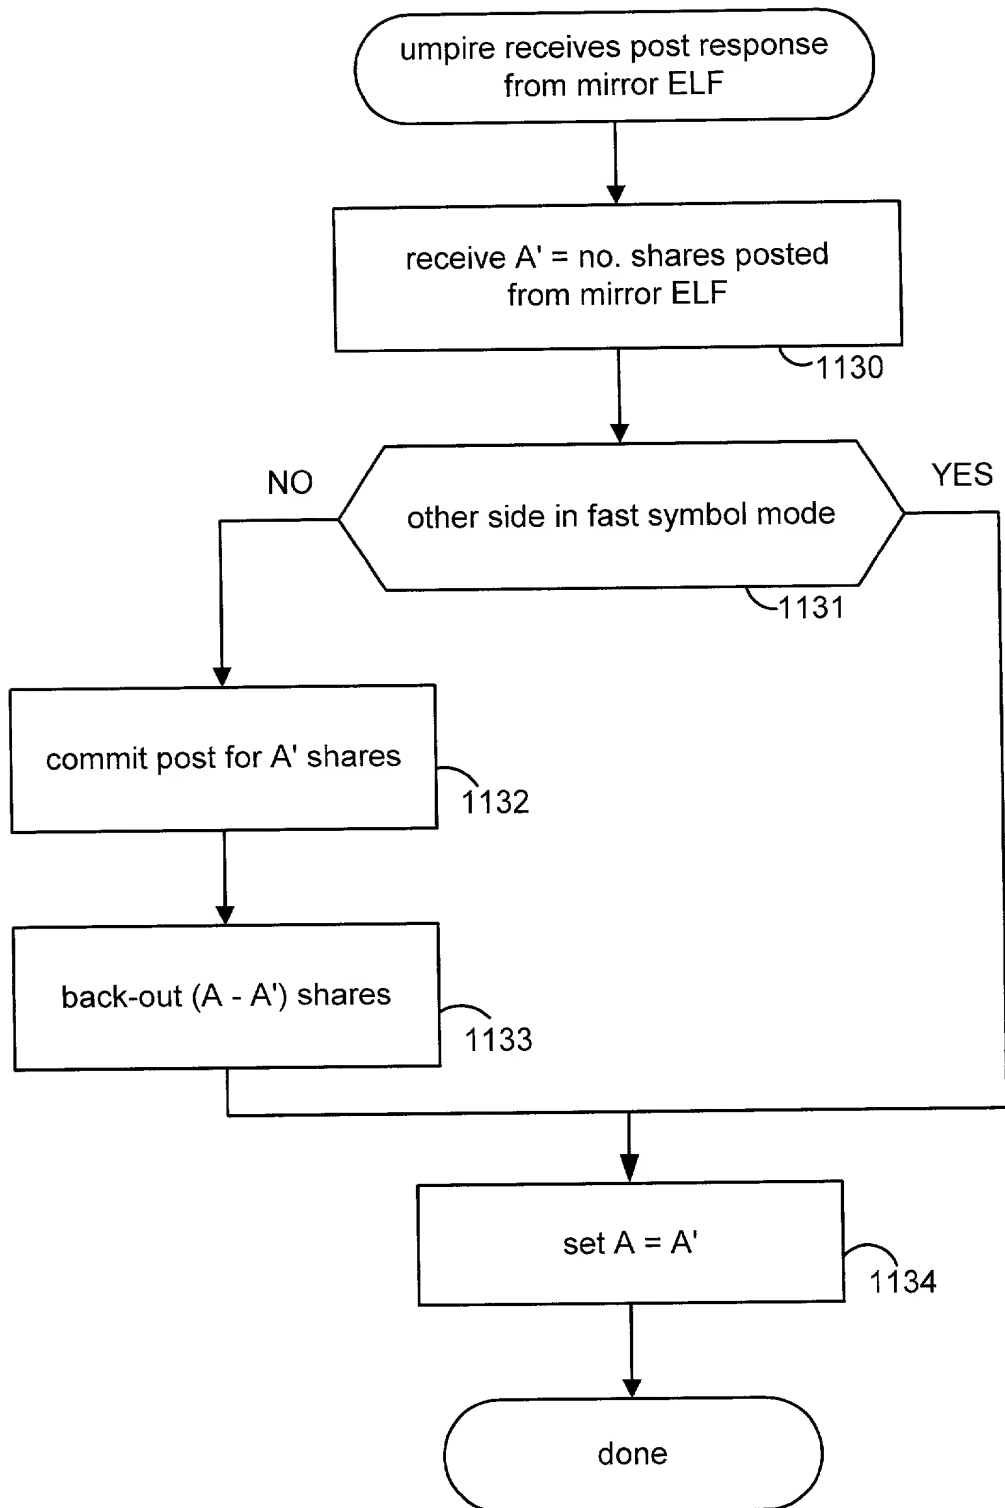 umpire receives post response
from mirror ELF
receive A' = no. shares posted
from mirror ELF
1130
NO
YES
other side in fast symbol mode
1131
commit post for A' shares
1132
back-out (A - A') shares
1133
set A = A'
1134
done